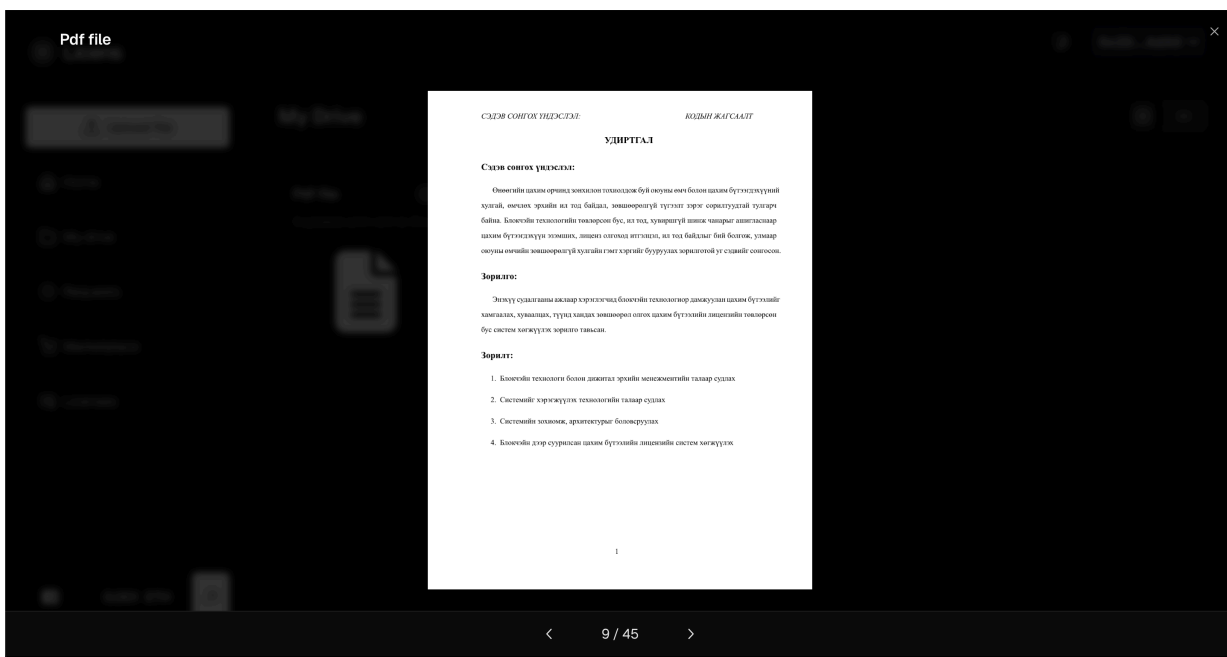 Pdf file
My Drive
СЭДЭВ СОНГОХ ҮНДЭСЛЭЛ:
КОДЫН ЖАГСААЛТ
УДИРТГАЛ
Сэдэв сонгох үндэслэл:
Өнөөгийн цахим орчинд зонхилон тохиолдож буй оюуны өмч болон цахим бүтээгдэхүүний
хулгай, өмчлөх эрхийн ил тод байдал, зөвшөөрөлгүй түгээлт зэрэг сорилтуудтай тулгарч
байна. Блокчэйн технологийн төвлөрсөн бус, ил тод, хувиршгүй шинж чанарыг ашигласнаар
цахим бүтээгдэхүүн эзэмших, лиценз олгоход итгэлцэл, ил тод байдлыг бий болгож, улмаар
оюуны өмчийн зөвшөөрөлгүй хулгайн гэмт хэргийг бууруулах зорилготой уг сэдвийг сонгосон.
Зорилго:
Энэхүү судалгааны ажлаар хэрэглэгчид блокчэйн технологиор дамжуулан цахим бүтээлийг
хамгаалах, хуваалцах, түүнд хандах зөвшөөрөл олгох цахим бүтээлийн лицензийн төвлөрсөн
бус систем хөгжүүлэх зорилго тавьсан.
Зорилт:
1. Блокчэйн технологи болон дижитал эрхийн менежментийн талаар судлах
2. Системийг хэрэгжүүлэх технологийн талаар судлах
3. Системийн зохиомж, архитектурыг боловсруулах
4. Блокчэйн дээр суурилсан цахим бүтээлийн лицензийн систем хөгжүүлэх
1
9 / 45